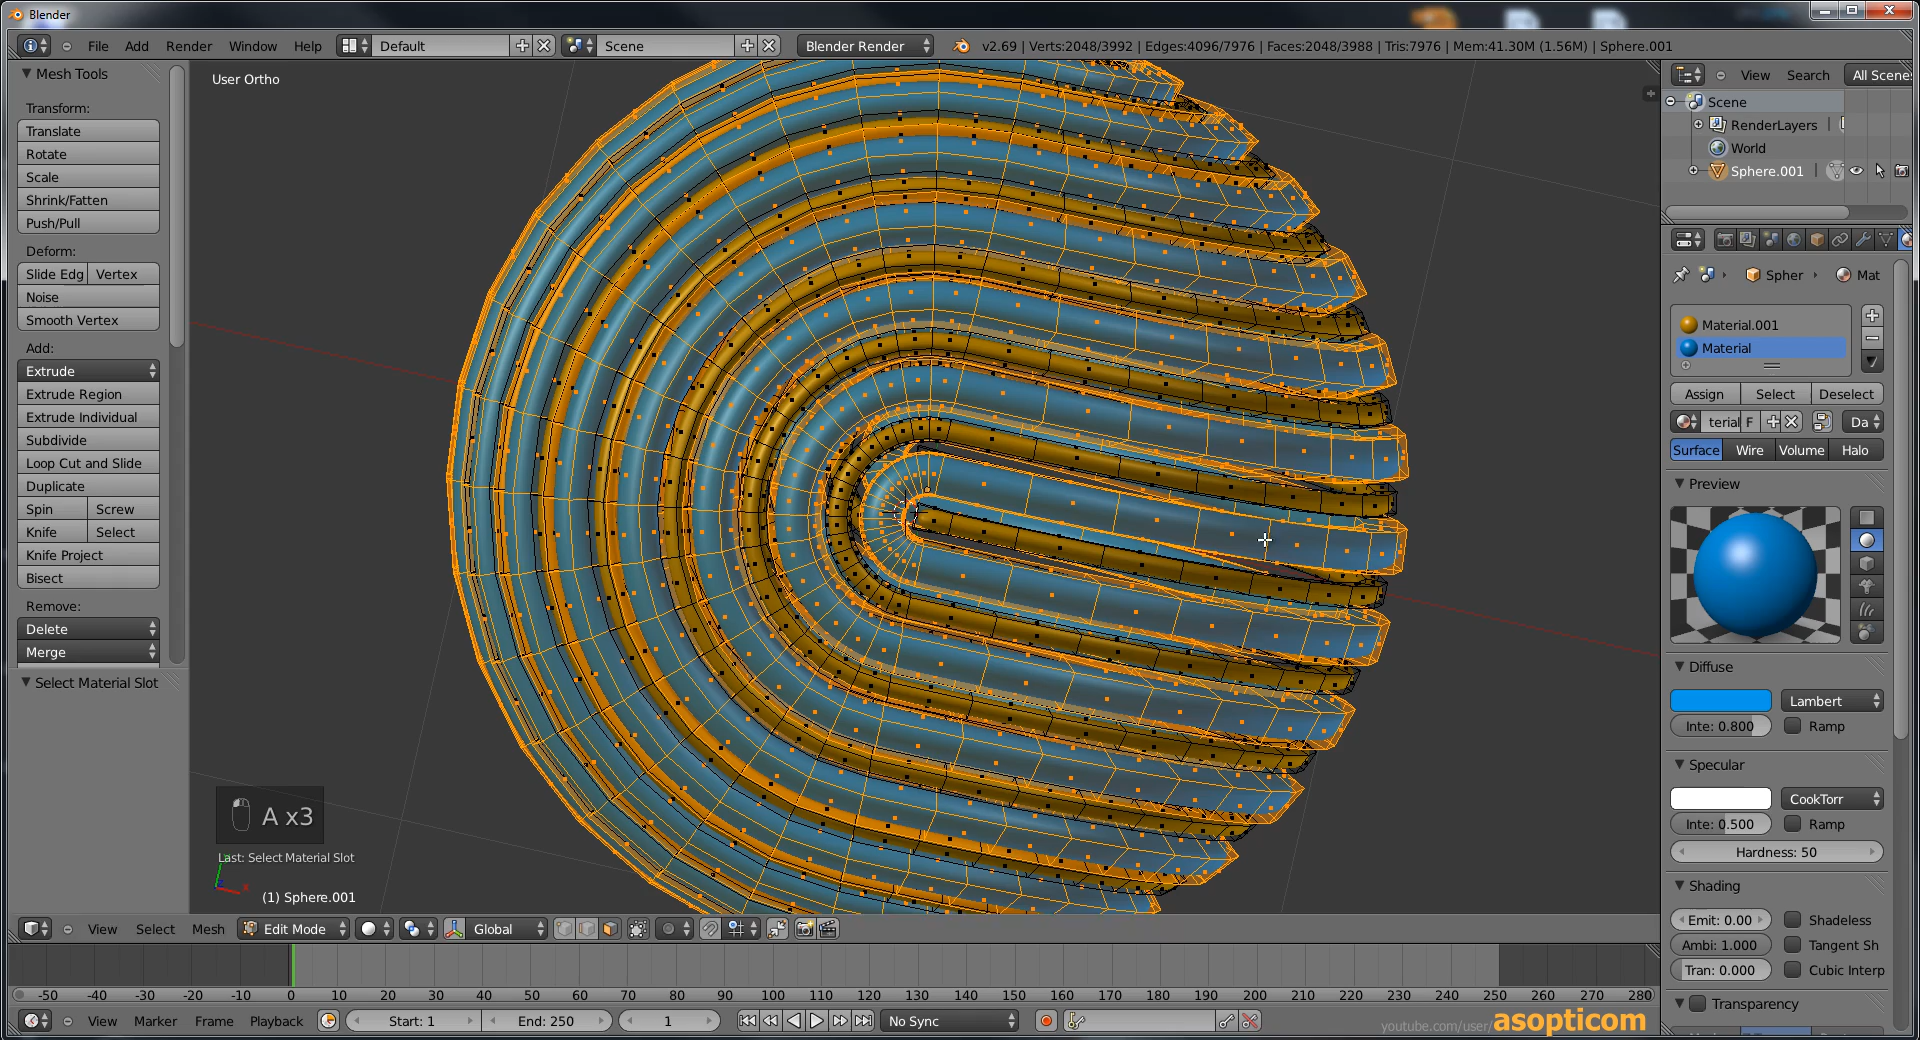 Blender
File Add Render Window Help Default Scene Blender Render v2.69 | Verts:2048/3992 | Edges:4096/7976 | Faces:2048/3988 | Tris:7976 | Mem:41.30M (1.56M) | Sphere.001
Mesh Tools
Transform:
Translate
Rotate
Scale
Shrink/Fatten
Push/Pull
Deform:
Slide Edg Vertex
Noise
Smooth Vertex
Add:
Extrude
Extrude Region
Extrude Individual
Subdivide
Loop Cut and Slide
Duplicate
Spin Screw
Knife Select
Knife Project
Bisect
Remove:
Delete
Merge
Select Material Slot
User Ortho
A x3
Last: Select Material Slot
(1) Sphere.001
View Select Mesh Edit Mode Global
View Search All Scene
Scene
RenderLayers |
World
Sphere.001 |
Spher Mat
Material.001
Material
Assign Select Deselect
terial F Da
Surface Wire Volume Halo
Preview
Diffuse
Lambert
Inte: 0.800 Ramp
Specular
CookTorr
Inte: 0.500 Ramp
Hardness: 50
Shading
Emit: 0.00 Shadeless
Ambi: 1.000 Tangent Sh
Tran: 0.000 Cubic Interp
Transparency
-50 -40 -30 -20 -10 0 10 20 30 40 50 60 70 80 90 100 110 120 130 140 150 160 170 180 190 200 210 220 230 240 250 260 270 280
View Marker Frame Playback Start: 1 End: 250 1 No Sync
youtube.com/user/asopticom